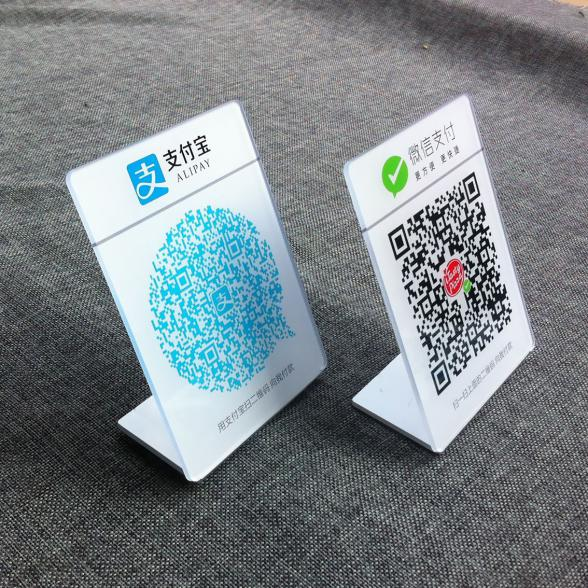 支
支付宝
ALIPAY
支
用支付宝扫二维码 向我付款
微信支付
更方便 更快捷
扫一扫上面的二维码 向我付款